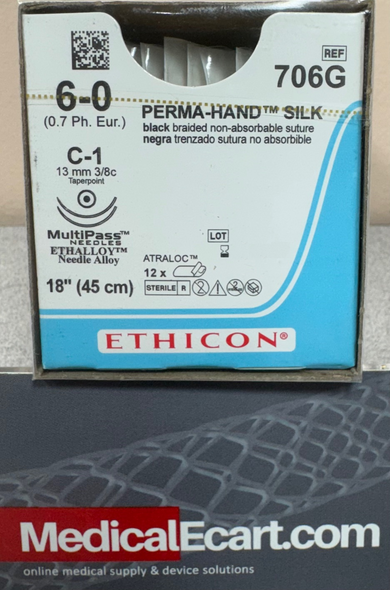 REF
6-0
706G
(0.7 Ph. Eur.)
PERMA-HAND™ SILK
black braided non-absorbable suture
negra trenzado sutura no absorbible
C-1
13 mm 3/8c
Taperpoint
MultiPass™
NEEDLES
ETHALLOY™
Needle Alloy
LOT
ATRALOC™
12 x
18" (45 cm)
STERILE R
ETHICON®
MedicalEcart.com
online medical supply & device solutions